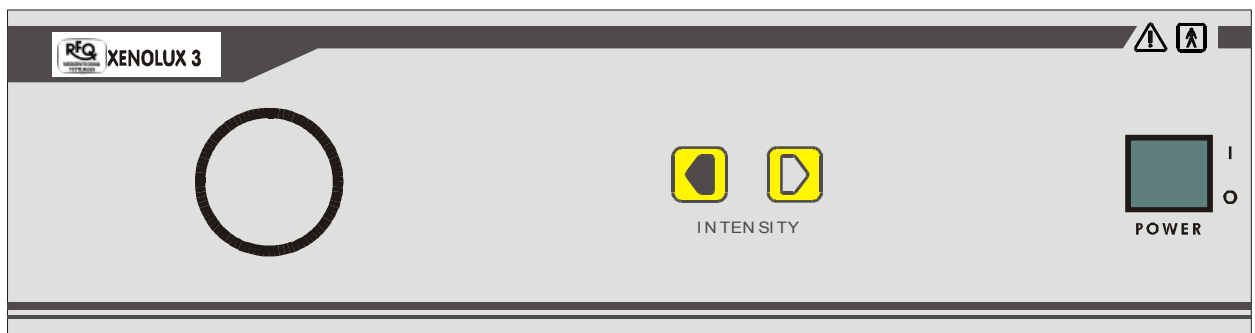 RFQ XENOLUX 3
INTENSITY
I
O
POWER